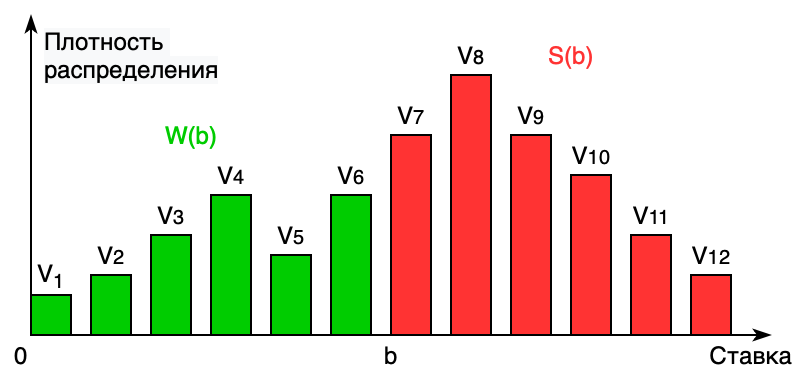 Плотность
распределения
W(b)
S(b)
V1
V2
V3
V4
V5
V6
V7
V8
V9
V10
V11
V12
0
b
Ставка